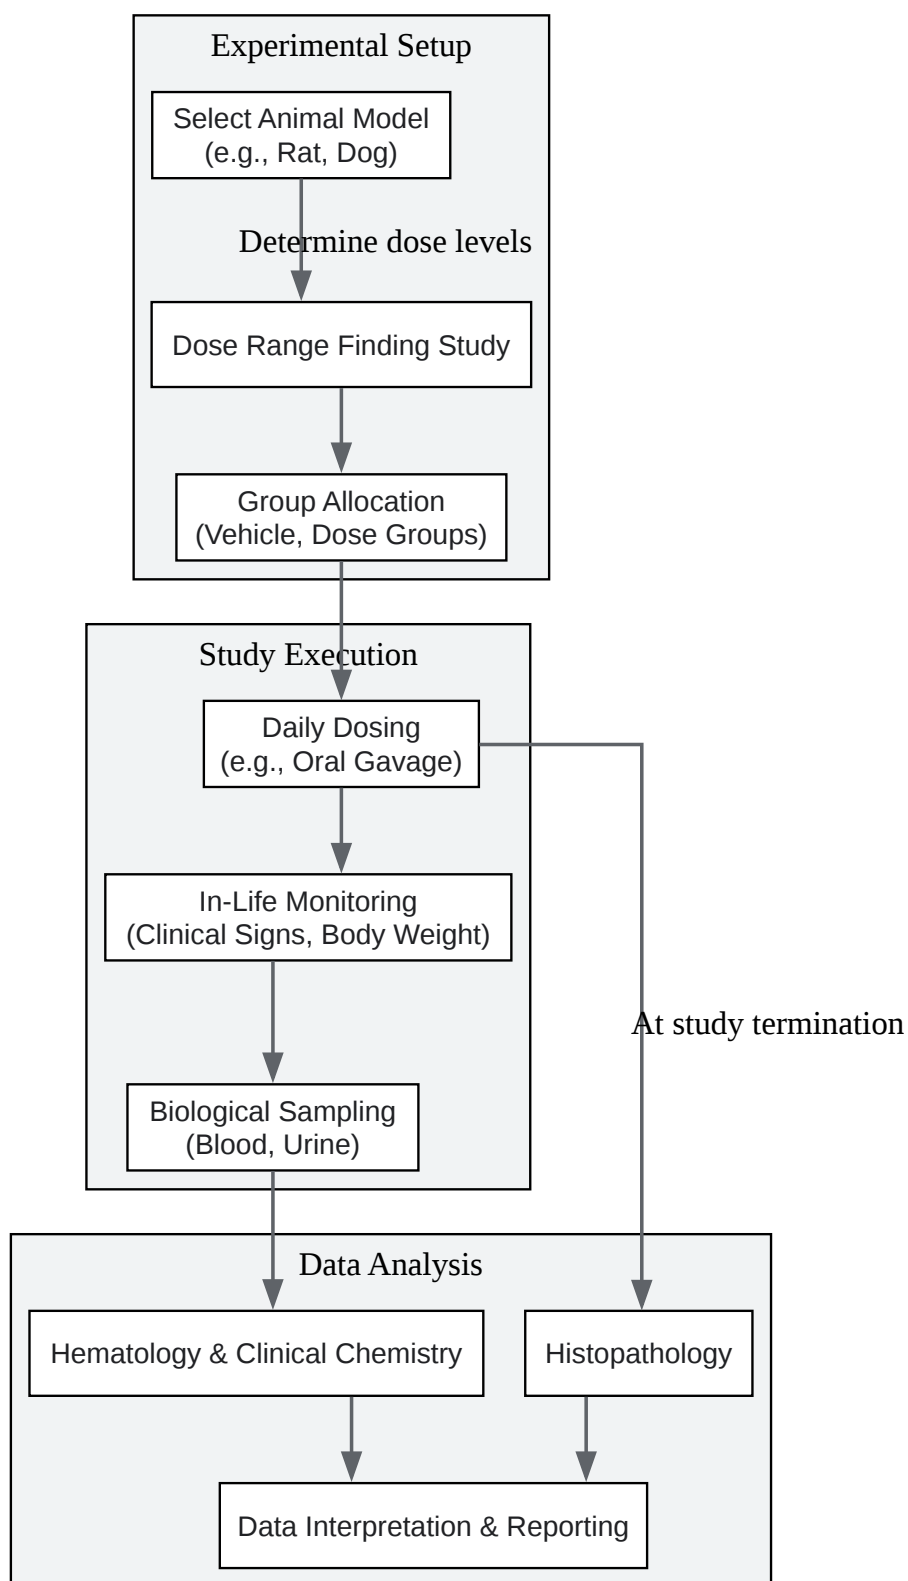 Experimental Setup
Select Animal Model
(e.g., Rat, Dog)
Determine dose levels
Dose Range Finding Study
Group Allocation
(Vehicle, Dose Groups)
Study Execution
Daily Dosing
(e.g., Oral Gavage)
In-Life Monitoring
(Clinical Signs, Body Weight)
At study termination
Biological Sampling
(Blood, Urine)
Data Analysis
Hematology & Clinical Chemistry
Histopathology
Data Interpretation & Reporting